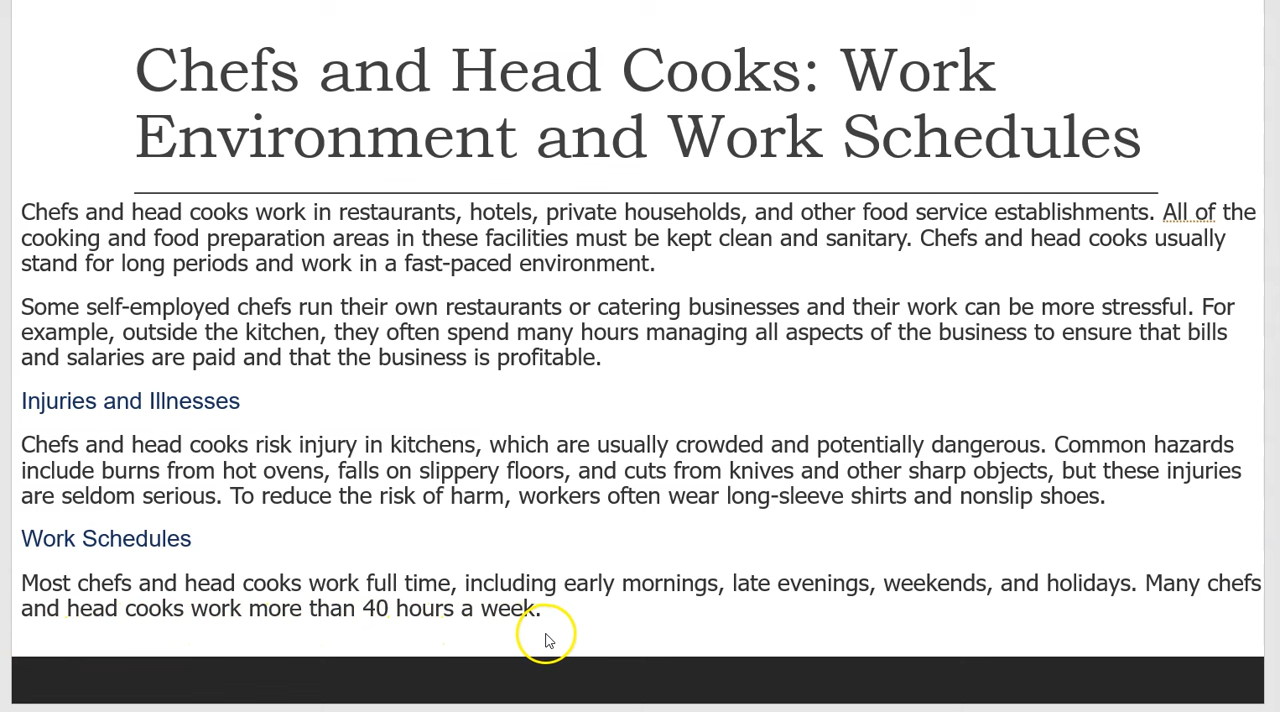 Chefs and Head Cooks: Work
Environment and Work Schedules
Chefs and head cooks work in restaurants, hotels, private households, and other food service establishments. All of the
cooking and food preparation areas in these facilities must be kept clean and sanitary. Chefs and head cooks usually
stand for long periods and work in a fast-paced environment.
Some self-employed chefs run their own restaurants or catering businesses and their work can be more stressful. For
example, outside the kitchen, they often spend many hours managing all aspects of the business to ensure that bills
and salaries are paid and that the business is profitable.
Injuries and Illnesses
Chefs and head cooks risk injury in kitchens, which are usually crowded and potentially dangerous. Common hazards
include burns from hot ovens, falls on slippery floors, and cuts from knives and other sharp objects, but these injuries
are seldom serious. To reduce the risk of harm, workers often wear long-sleeve shirts and nonslip shoes.
Work Schedules
Most chefs and head cooks work full time, including early mornings, late evenings, weekends, and holidays. Many chefs
and head cooks work more than 40 hours a week.